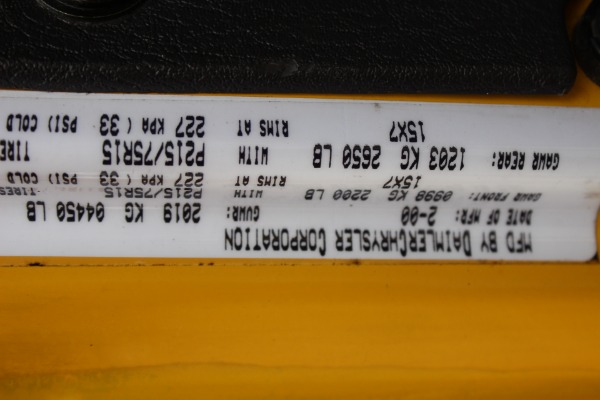 MFD BY DAIMLERCHRYSLER CORPORATION
DATE OF MFR: 2-00 GVWR: 2019 KG 04450 LB
GAWR FRONT: 0998 KG 2200 LB WITH P215/75R15 TIRES
15X7 RIMS AT 227 KPA ( 33 PSI) COLD
GAWR REAR: 1203 KG 2650 LB WITH P215/75R15 TIRE
15X7 RIMS AT 227 KPA ( 33 PSI) COLD